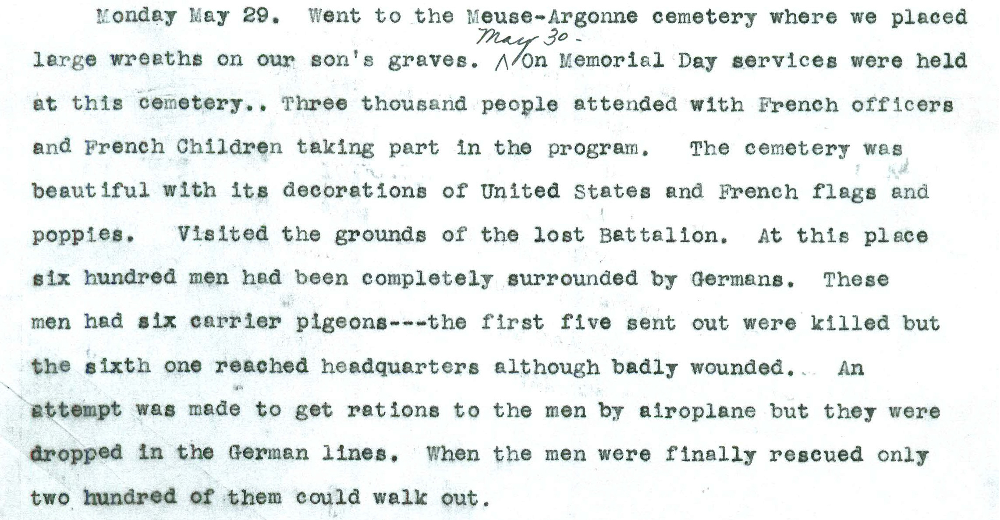 Monday May 29. Went to the Meuse-Argonne cemetery where we placed
May 30-
large wreaths on our son's graves. ^ On Memorial Day services were held
at this cemetery.. Three thousand people attended with French officers
and French Children taking part in the program. The cemetery was
beautiful with its decorations of United States and French flags and
poppies. Visited the grounds of the lost Battalion. At this place
six hundred men had been completely surrounded by Germans. These
men had six carrier pigeons---the first five sent out were killed but
the sixth one reached headquarters although badly wounded. An
attempt was made to get rations to the men by airoplane but they were
dropped in the German lines. When the men were finally rescued only
two hundred of them could walk out.